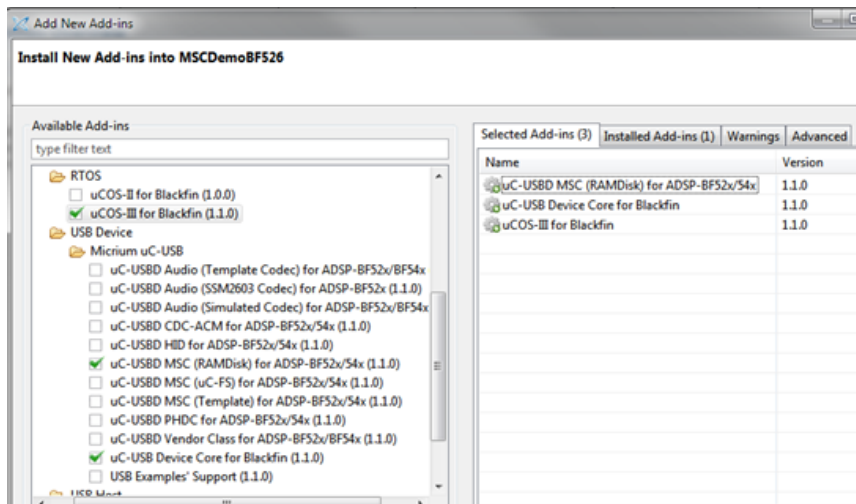 Add New Add-ins
Install New Add-ins into MSCDemoBF526
Available Add-ins
type filter text
RTOS
uCOS-II for Blackfin (1.0.0)
uCOS-III for Blackfin (1.1.0)
USB Device
Micrium uC-USB
uC-USBD Audio (Template Codec) for ADSP-BF52x/BF54x
uC-USBD Audio (SSM2603 Codec) for ADSP-BF52x (1.1.0)
uC-USBD Audio (Simulated Codec) for ADSP-BF52x/BF54x
uC-USBD CDC-ACM for ADSP-BF52x/54x (1.1.0)
uC-USBD HID for ADSP-BF52x/54x (1.1.0)
uC-USBD MSC (RAMDisk) for ADSP-BF52x/54x (1.1.0)
uC-USBD MSC (uC-FS) for ADSP-BF52x/54x (1.1.0)
uC-USBD MSC (Template) for ADSP-BF52x/54x (1.1.0)
uC-USBD PHDC for ADSP-BF52x/54x (1.1.0)
uC-USBD Vendor Class for ADSP-BF52x/BF54x (1.1.0)
uC-USB Device Core for Blackfin (1.1.0)
USB Examples' Support (1.1.0)
USB Host
Selected Add-ins (3) Installed Add-ins (1) Warnings Advanced
Name Version
uC-USBD MSC (RAMDisk) for ADSP-BF52x/54x 1.1.0
uC-USB Device Core for Blackfin 1.1.0
uCOS-III for Blackfin 1.1.0